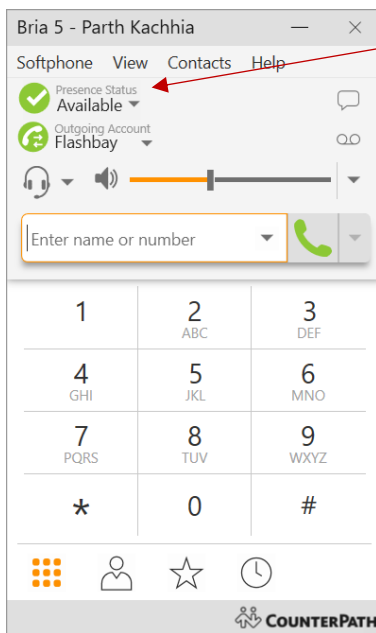 Bria 5 - Parth Kachhia
Softphone View Contacts Help
Presence Status
Available
Outgoing Account
Flashbay
Enter name or number
1 2 3
ABC DEF
4 5 6
GHI JKL MNO
7 8 9
PQRS TUV WXYZ
* 0 #
COUNTERPATH